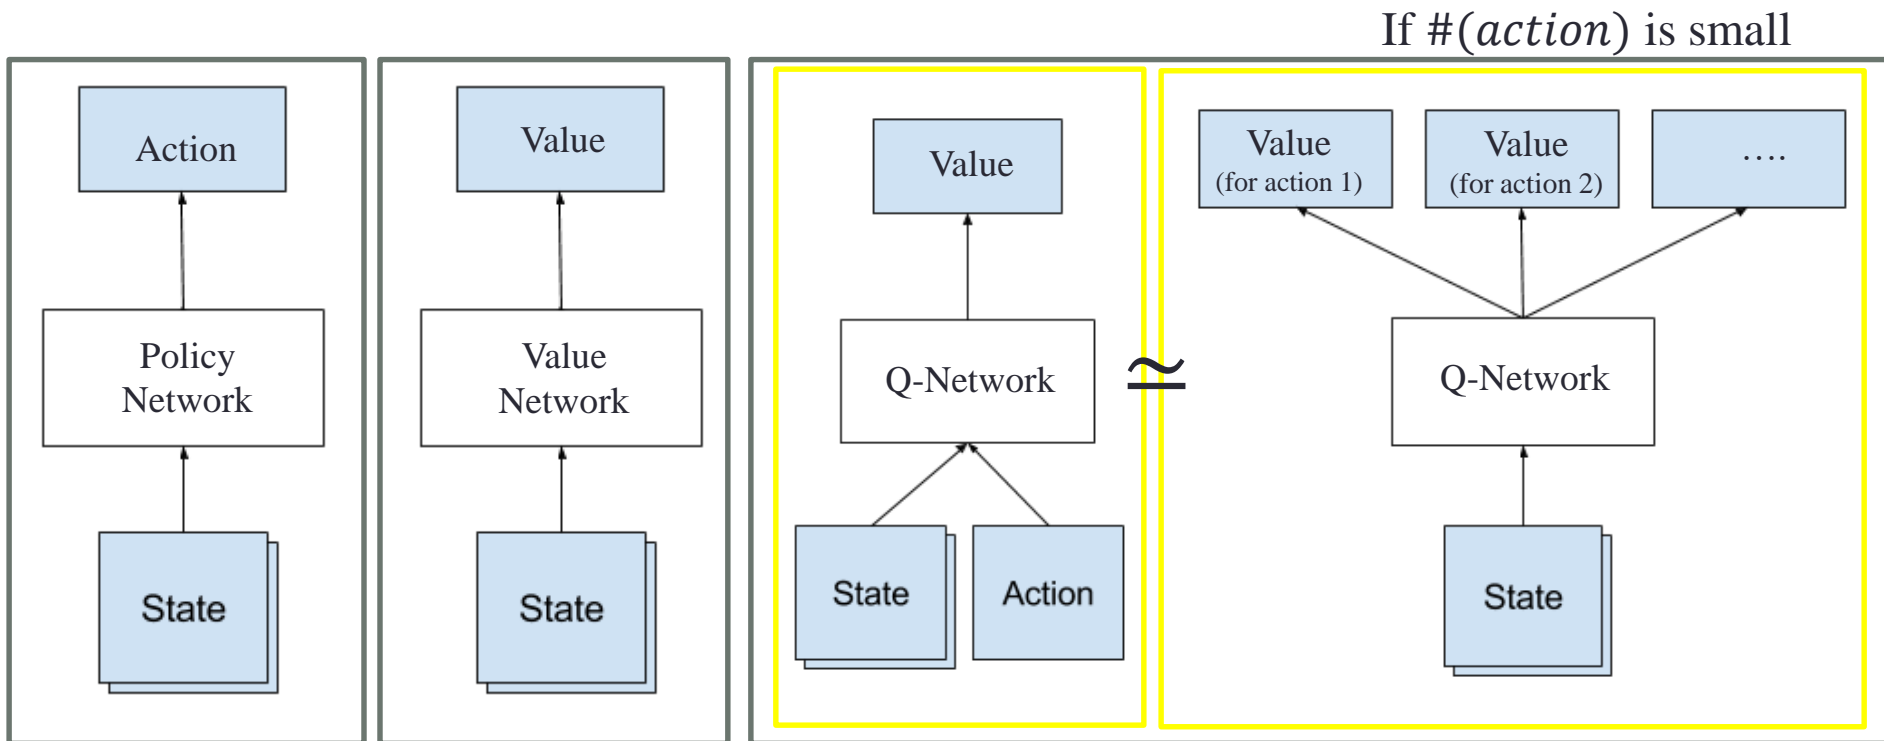 If #(action) is small
Action
Policy
Network
State
Value
Value
Network
State
Value
Q-Network
State
Action
≃
Value
(for action 1)
Value
(for action 2)
....
Q-Network
State